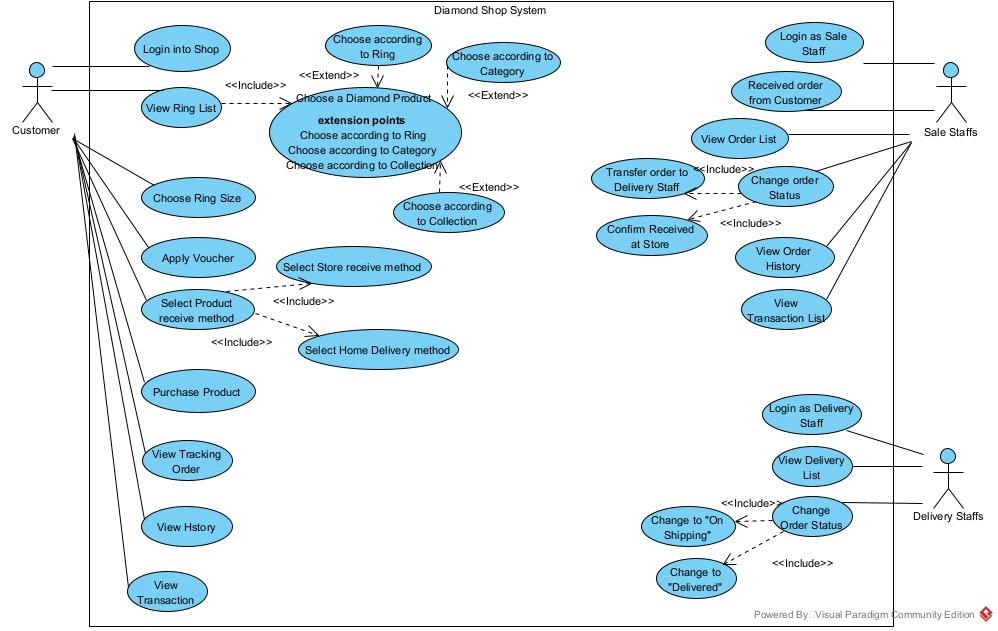 Diamond Shop System
Login into Shop
Choose according
to Ring
Choose according to
Category
Login as Sale
Staff
<<Extend>>
<<Include>>
<<Extend>>
View Ring List
Choose a Diamond Product
extension points
Choose according to Ring
Choose according to Category
Choose according to Collection
Customer
Received order
from Customer
Sale Staffs
View Order List
<<Include>>
Transfer order to
Delivery Staff
Change order
Status
<<Extend>>
Choose Ring Size
Choose according
to Collection
<<Include>>
Confirm Received
at Store
Apply Voucher
Select Store receive method
View Order
History
<<Include>>
Select Product
receive method
View
Transaction List
<<Include>>
Select Home Delivery method
Purchase Product
Login as Delivery
Staff
View Tracking
Order
View Delivery
List
<<Include>>
Change
Order Status
Delivery Staffs
View Hstory
Change to "On
Shipping"
<<Include>>
Change to
"Delivered"
View
Transaction
Powered By Visual Paradigm Community Edition